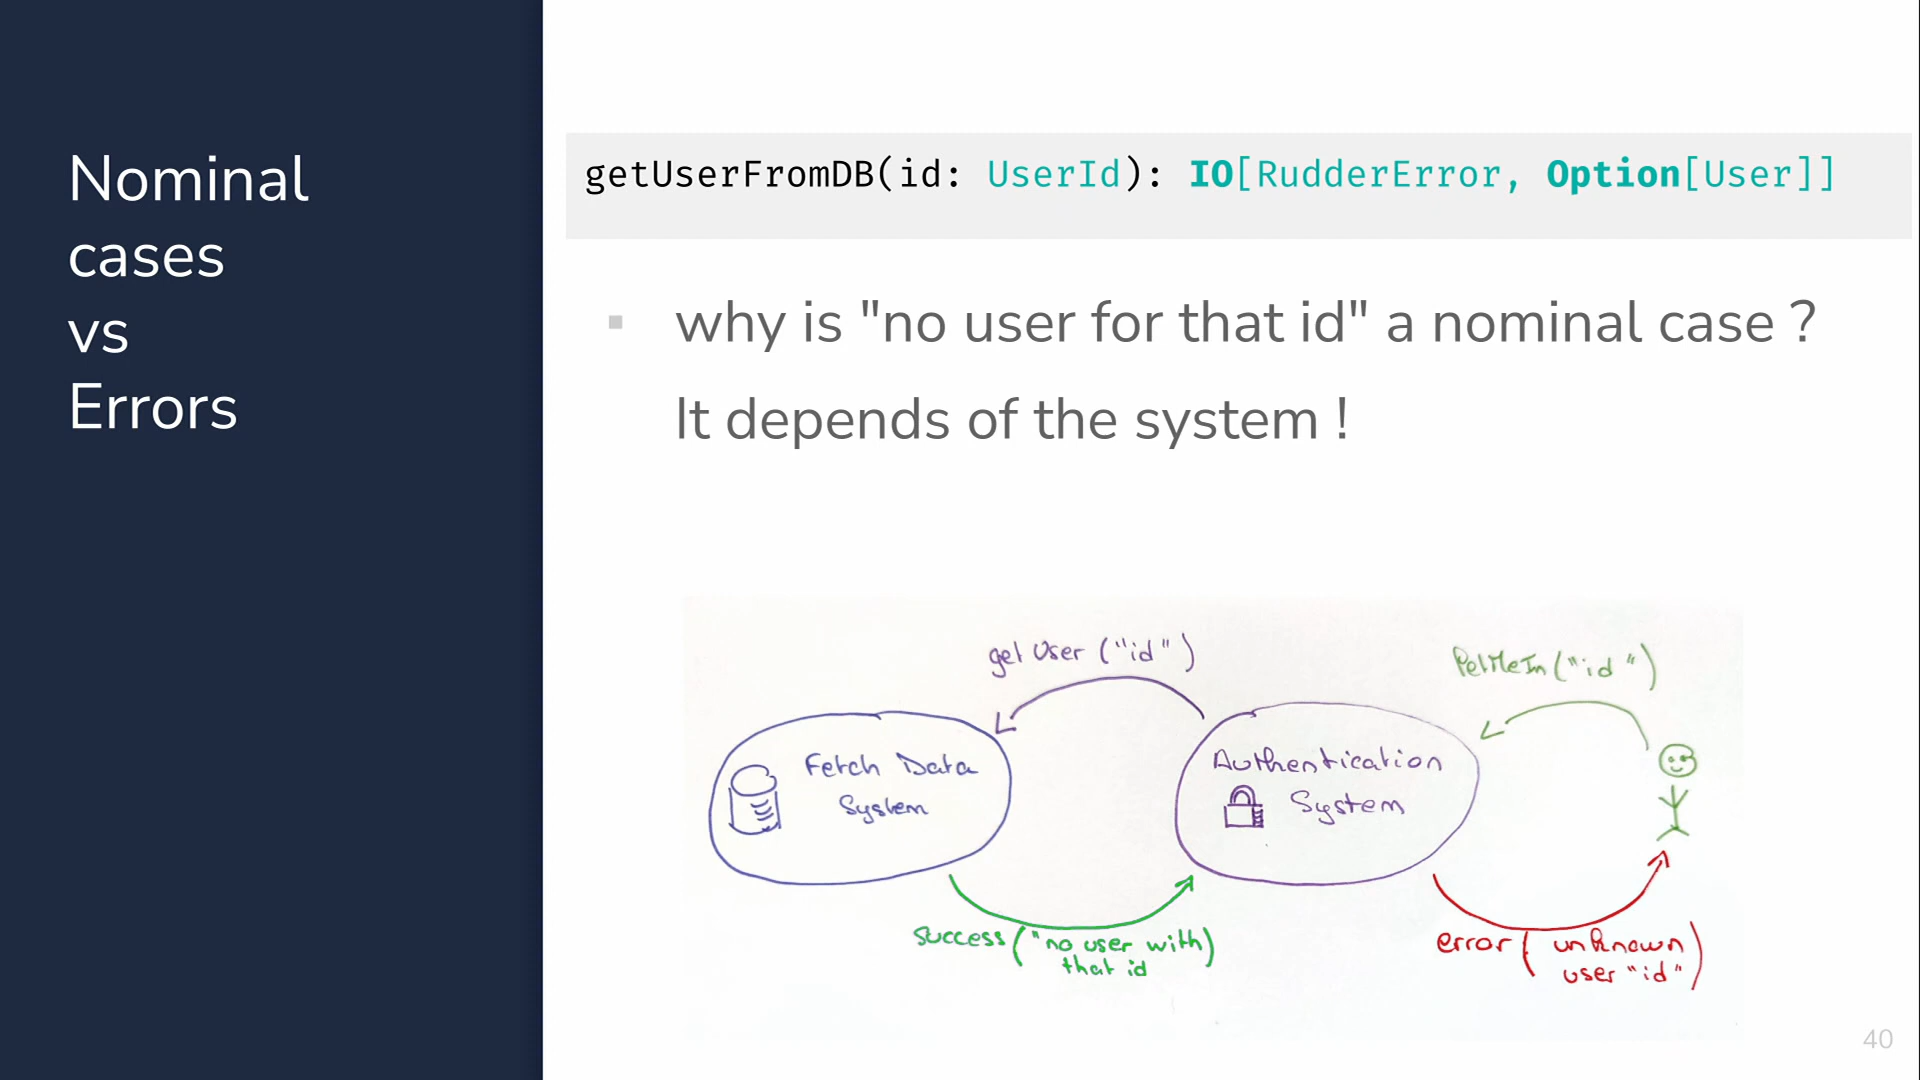 Nominal
cases
vs
Errors
getUserFromDB(id: UserId): IO[RudderError, Option[User]]
▪ why is "no user for that id" a nominal case ?
It depends of the system !
get User ("id")
PelMeIn("id")
Fetch Data
System
Authentication
System
success ("no user with)
that id
error ( unknown )
user "id"
40